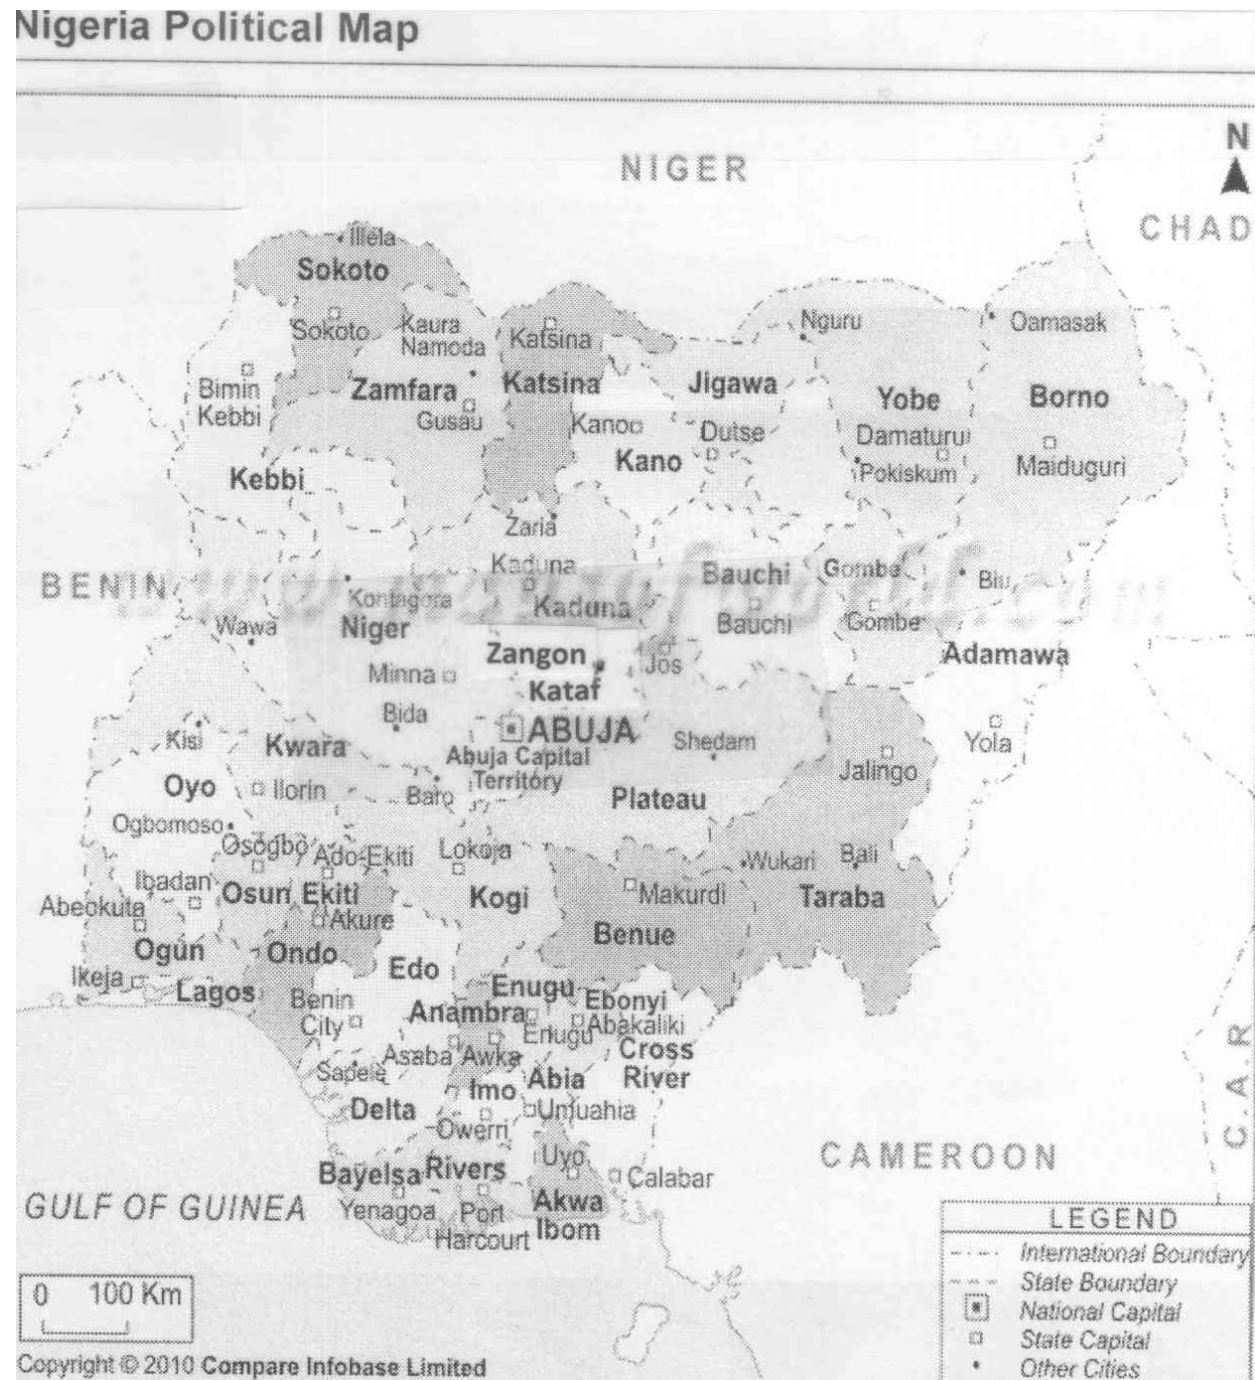 Nigeria Political Map
N
NIGER
CHAD
Illela
Sokoto
Sokoto
Kaura
Namoda
Katsina
Nguru
Oamasak
Bimin
Kebbi
Zamfara
Gusau
Katsina
Jigawa
Yobe
Borno
Kano
Dutse
Damaturu
Kano
Pokiskum
Maiduguri
Kebbi
Zaria
Kaduna
Kaduna
BENIN
Kontagora
Bauchi
Gombe
Biu
Wawa
Niger
Bauchi
Gombe
Zangon
Kataf
Jos
Adamawa
Minna
Bida
ABUJA
Abuja Capital
Territory
Shedam
Yola
Kisi
Kwara
Jalingo
Oyo
Ilorin
Baro
Plateau
Ogbomoso
Osogbo
Ado-Ekiti
Lokoja
Wukari
Bali
Ibadan
Osun
Ekiti
Kogi
Makurdi
Taraba
Abeokuta
Akure
Benue
Ogun
Ondo
Edo
Ikeja
Lagos
Enugu
Ebonyi
Benin
City
Anambra
Enugu
Abakaliki
Asaba
Awka
Cross
River
Sapele
Imo
Abia
Delta
Umuahia
Owerri
Bayelsa
Rivers
Uyo
Calabar
CAMEROON
C.A.R
GULF OF GUINEA
Yenagoa
Port
Harcourt
Akwa
Ibom
LEGEND
International Boundary
State Boundary
National Capital
State Capital
Other Cities
0 100 Km
Copyright © 2010 Compare Infobase Limited